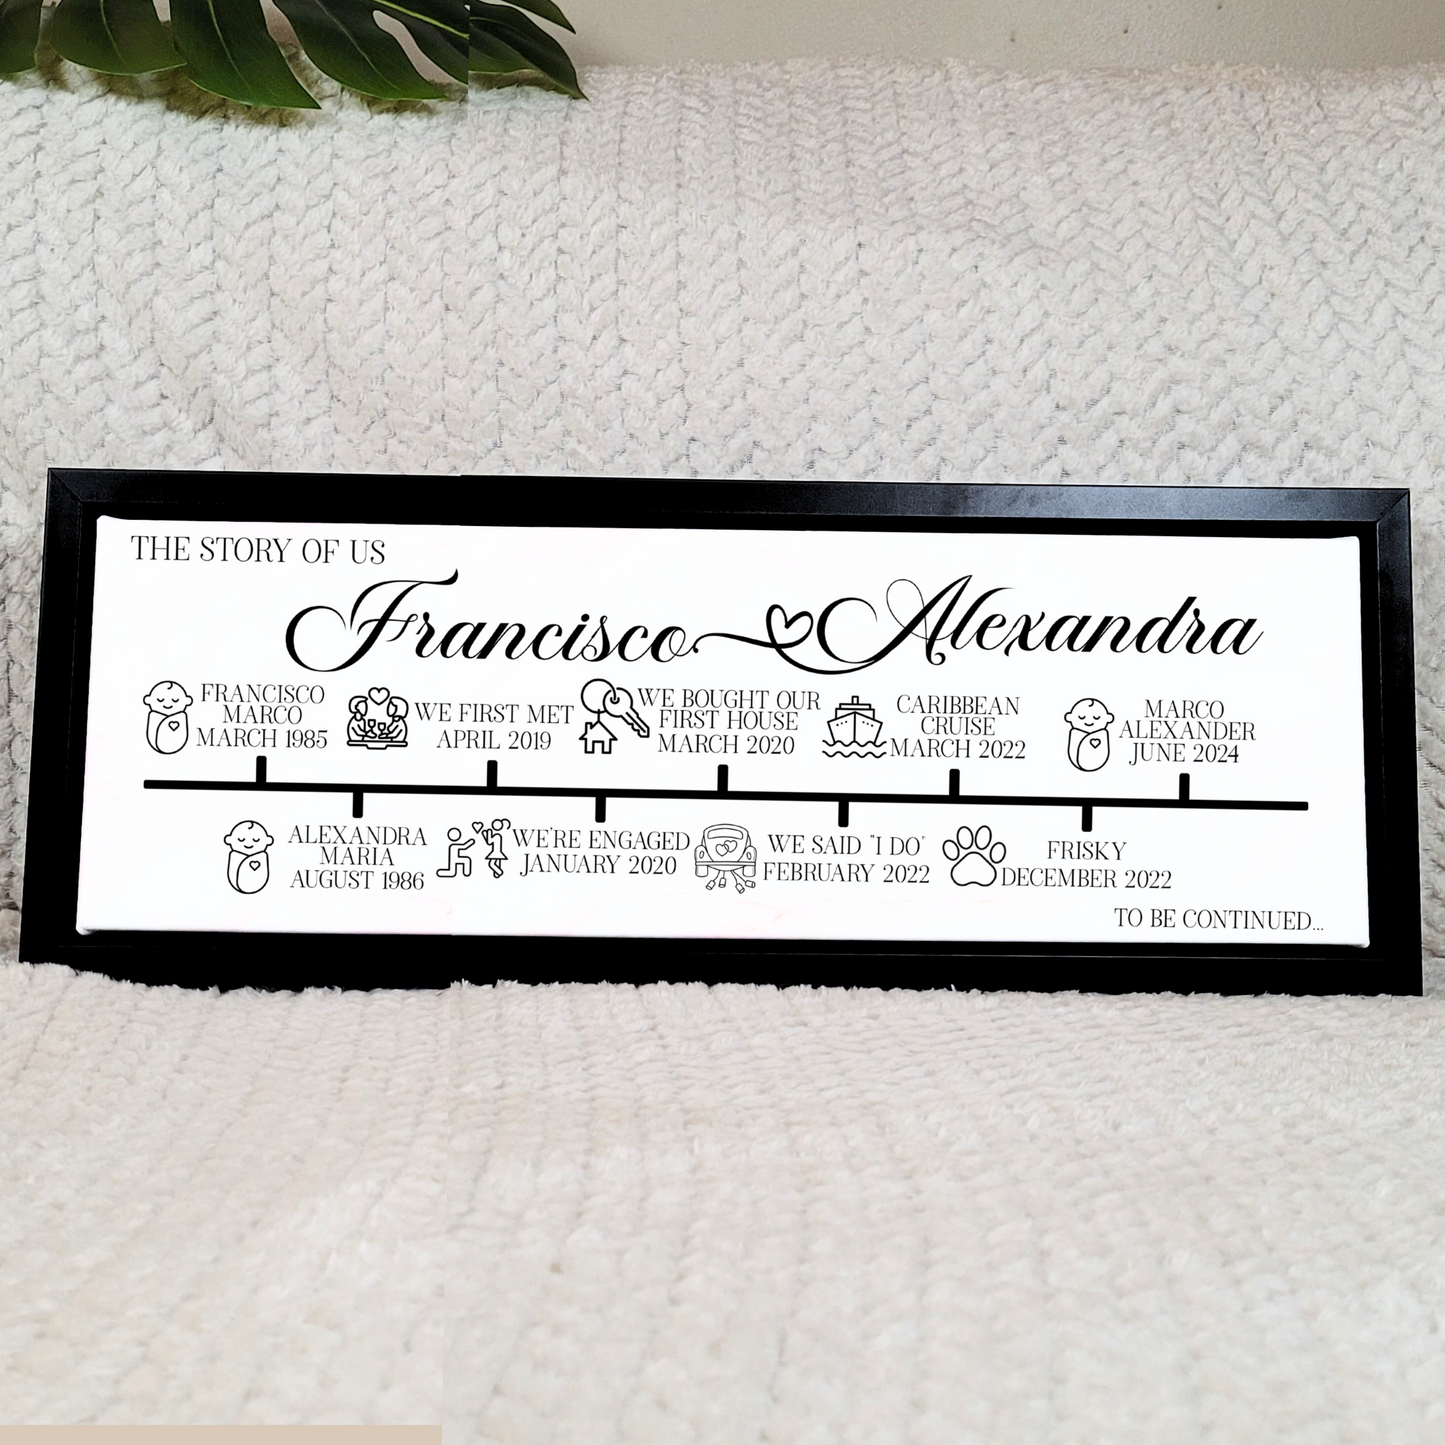 THE STORY OF US
Francisco Alexandra
FRANCISCO
MARCO
MARCH 1985
WE FIRST MET
APRIL 2019
WE BOUGHT OUR
FIRST HOUSE
MARCH 2020
CARIBBEAN
CRUISE
MARCH 2022
MARCO
ALEXANDER
JUNE 2024
ALEXANDRA
MARIA
AUGUST 1986
WE'RE ENGAGED
JANUARY 2020
WE SAID "I DO"
FEBRUARY 2022
FRISKY
DECEMBER 2022
TO BE CONTINUED...